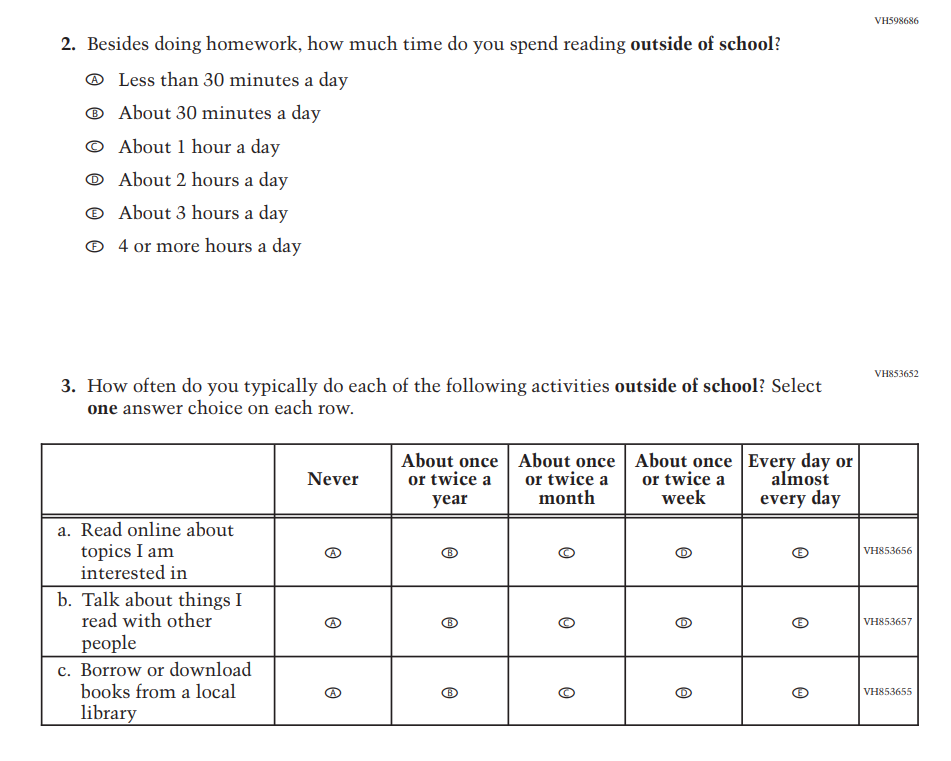 VH598686
2. Besides doing homework, how much time do you spend reading outside of school?
Ⓐ Less than 30 minutes a day
Ⓑ About 30 minutes a day
Ⓒ About 1 hour a day
Ⓓ About 2 hours a day
Ⓔ About 3 hours a day
Ⓕ 4 or more hours a day
VH853652
3. How often do you typically do each of the following activities outside of school? Select
one answer choice on each row.
Never
About once
or twice a
year
About once
or twice a
month
About once
or twice a
week
Every day or
almost
every day
a. Read online about
topics I am
interested in
Ⓐ Ⓑ Ⓒ Ⓓ Ⓔ VH853656
b. Talk about things I
read with other
people
Ⓐ Ⓑ Ⓒ Ⓓ Ⓔ VH853657
c. Borrow or download
books from a local
library
Ⓐ Ⓑ Ⓒ Ⓓ Ⓔ VH853655